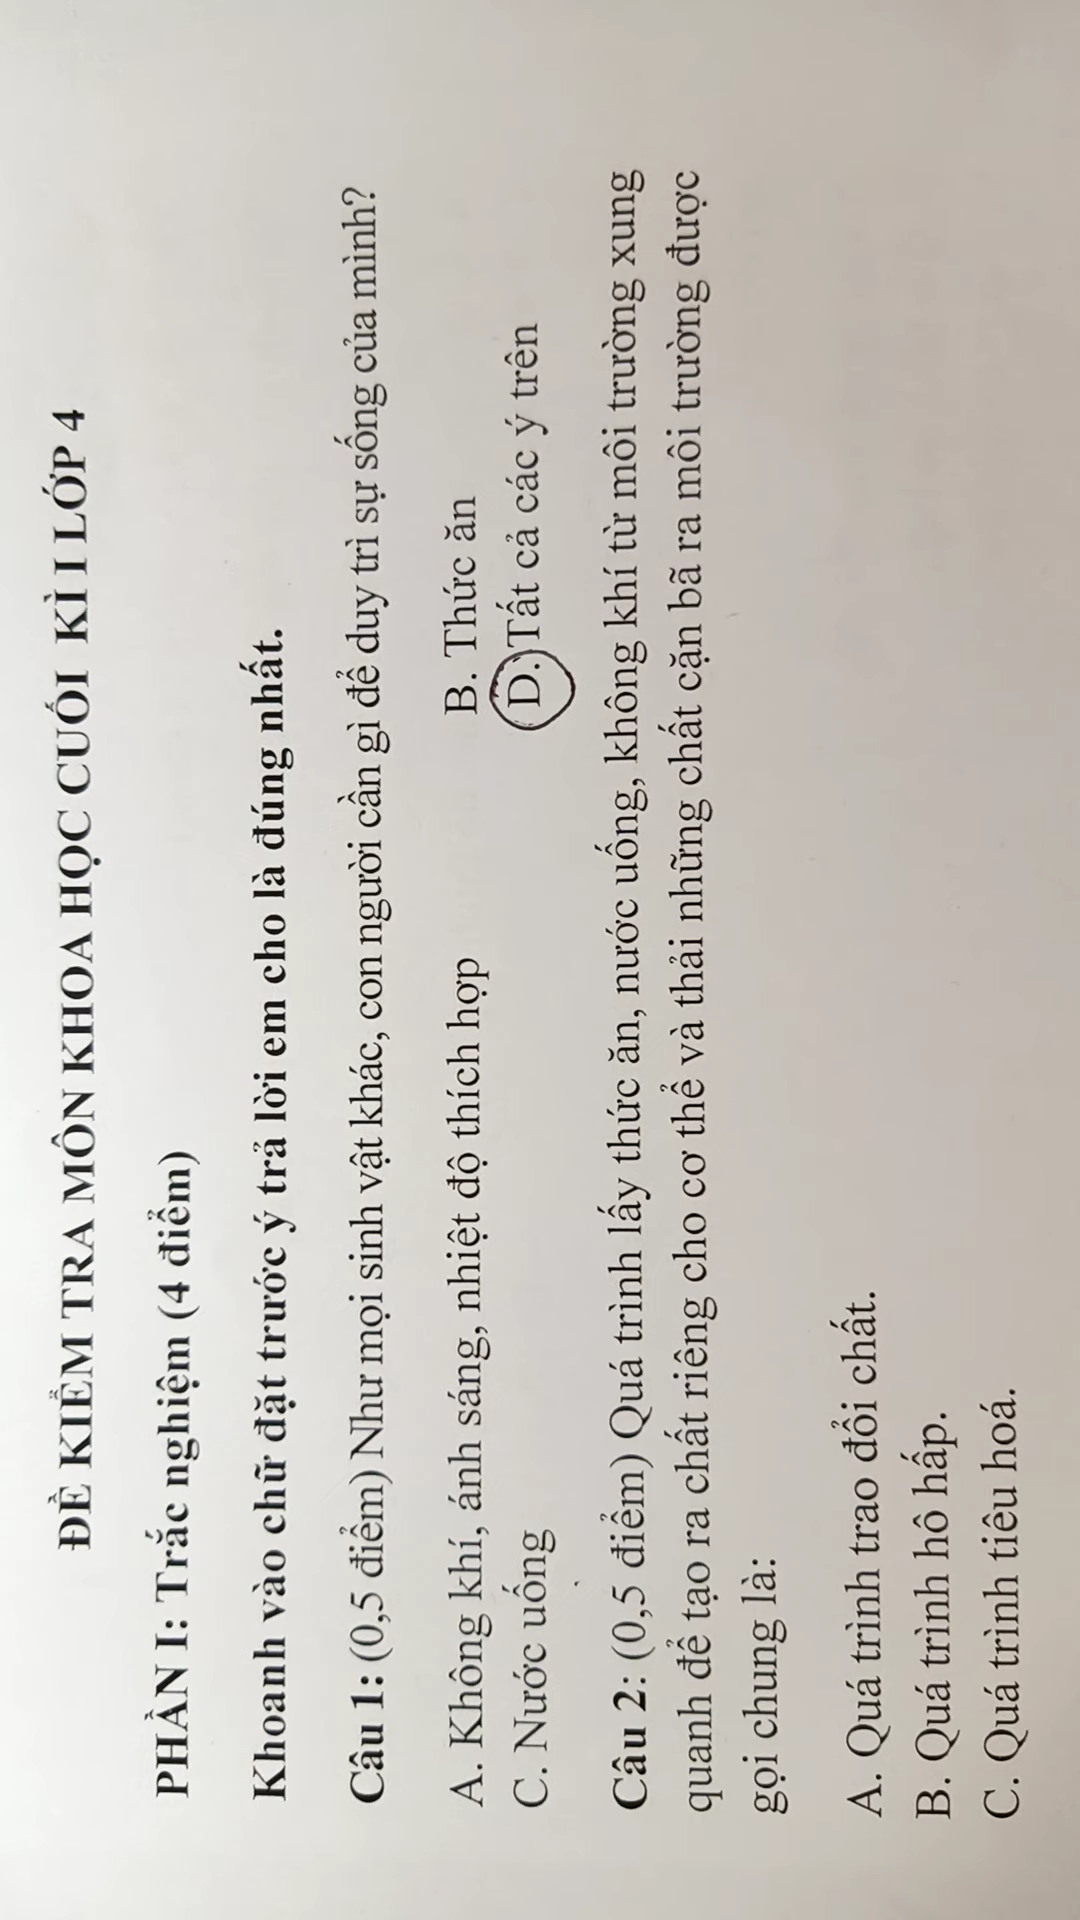 ĐỀ KIỂM TRA MÔN KHOA HỌC CUỐI KÌ I LỚP 4
PHẦN I: Trắc nghiệm (4 điểm)
Khoanh vào chữ đặt trước ý trả lời em cho là đúng nhất.
Câu 1: (0,5 điểm) Như mọi sinh vật khác, con người cần gì để duy trì sự sống của mình?
A. Không khí, ánh sáng, nhiệt độ thích hợp B. Thức ăn
C. Nước uống D. Tất cả các ý trên
Câu 2: (0,5 điểm) Quá trình lấy thức ăn, nước uống, không khí từ môi trường xung
quanh để tạo ra chất riêng cho cơ thể và thải những chất cặn bã ra môi trường được
gọi chung là:
A. Quá trình trao đổi chất.
B. Quá trình hô hấp.
C. Quá trình tiêu hoá.